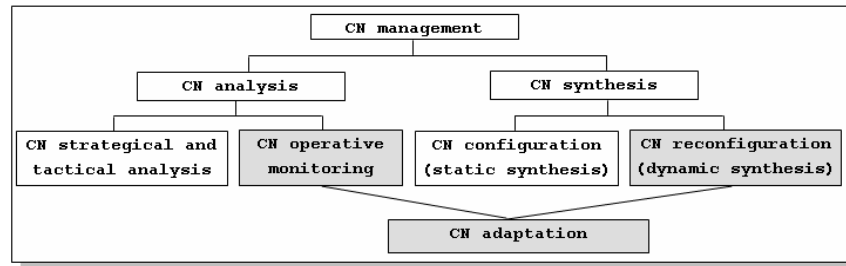 CN management
CN analysis
CN synthesis
CN strategical and
tactical analysis
CN operative
monitoring
CN configuration
(static synthesis)
CN reconfiguration
(dynamic synthesis)
CN adaptation